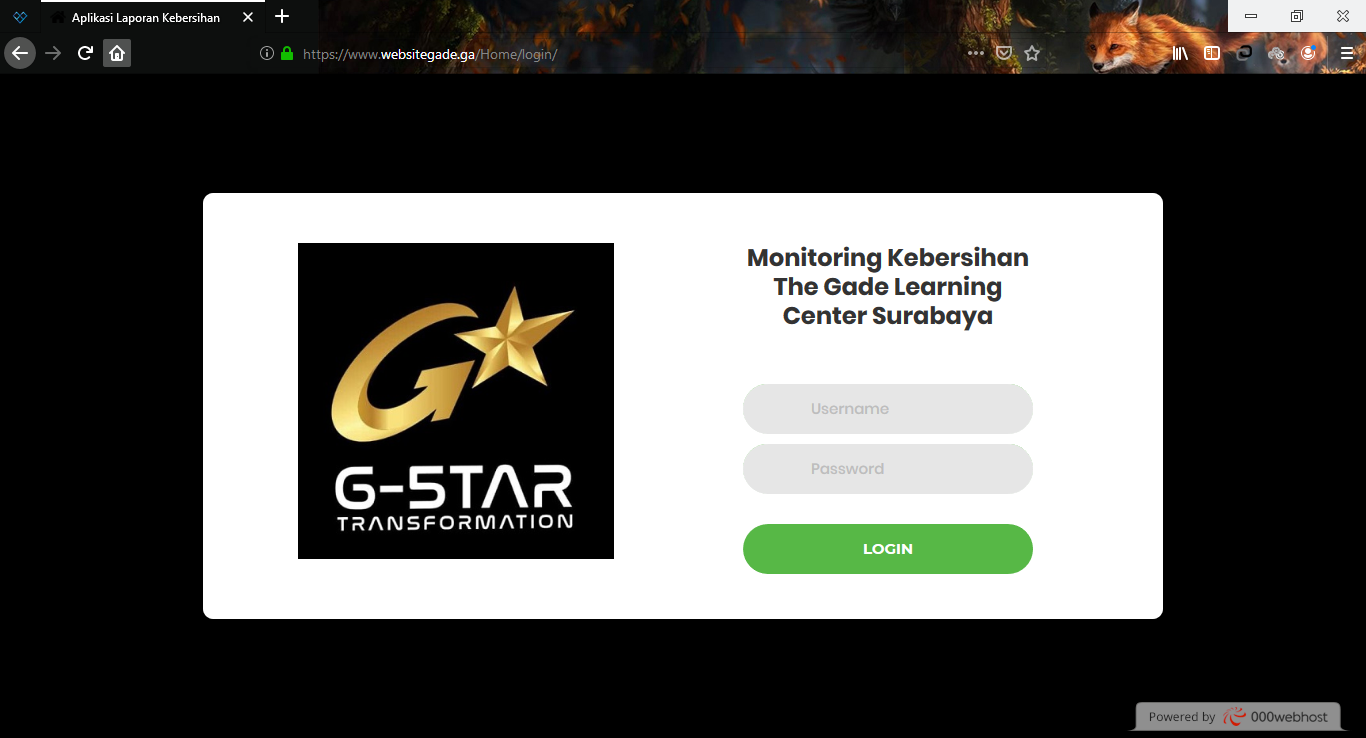 Aplikasi Laporan Kebersihan
https://www.websitegade.ga/Home/login/
Monitoring Kebersihan
The Gade Learning
Center Surabaya
G-STAR
TRANSFORMATION
Username
Password
LOGIN
Powered by 000webhost